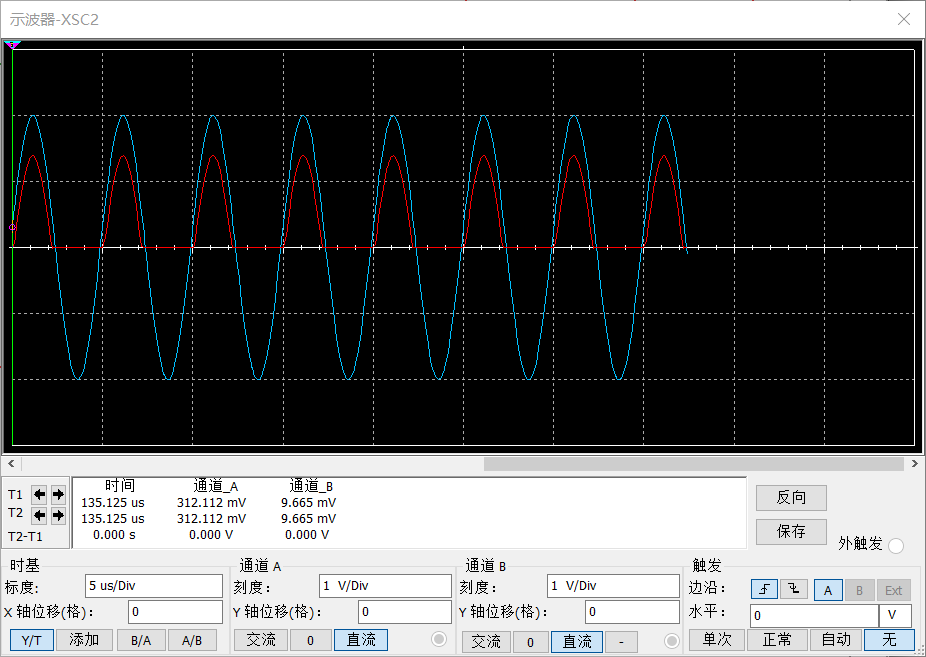 示波器-XSC2
T1
T2
T2-T1
时间 通道_A 通道_B
135.125 us 312.112 mV 9.665 mV
135.125 us 312.112 mV 9.665 mV
0.000 s 0.000 V 0.000 V
反向
保存
外触发
时基
标度: 5 us/Div
X 轴位移(格): 0
Y/T 添加 B/A A/B
通道 A
刻度: 1 V/Div
Y 轴位移(格): 0
交流 0 直流
通道 B
刻度: 1 V/Div
Y 轴位移(格): 0
交流 0 直流 -
触发
边沿: A B Ext
水平: 0 V
单次 正常 自动 无